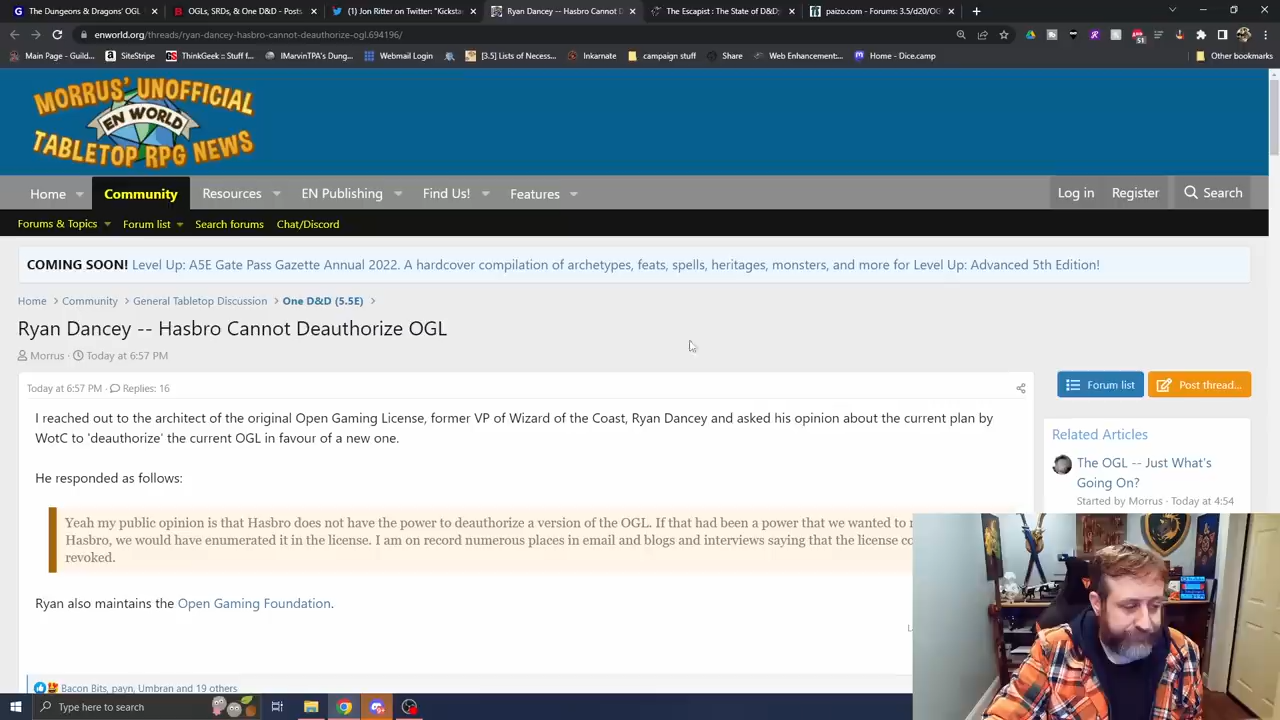 The Dungeons & Dragons' OGL
OGLs, SRDs, & One D&D - Posts
Jon Ritter on Twitter: "Kicksta
Ryan Dancey -- Hasbro Cannot D
The Escapist : The State of D&D
paizo.com - Forums: 3.5/d20/OG
enworld.org/threads/ryan-dancey-hasbro-cannot-deauthorize-ogl.694196/
Main Page - Guild...
SiteStripe
ThinkGeek :: Stuff f...
IMarvinTPA's Dung...
Webmail Login
[3.5] Lists of Necess...
Inkarnate
campaign stuff
Share
Web Enhancement:...
Home - Dice.camp
Other bookmarks
MORRUS' UNOFFICIAL
EN WORLD
TABLETOP RPG NEWS
Home
Community
Resources
EN Publishing
Find Us!
Features
Log in
Register
Search
Forums & Topics
Forum list
Search forums
Chat/Discord
COMING SOON! Level Up: A5E Gate Pass Gazette Annual 2022. A hardcover compilation of archetypes, feats, spells, heritages, monsters, and more for Level Up: Advanced 5th Edition!
Home > Community > General Tabletop Discussion > One D&D (5.5E) >
Ryan Dancey -- Hasbro Cannot Deauthorize OGL
Morrus · Today at 6:57 PM
Today at 6:57 PM · Replies: 16
I reached out to the architect of the original Open Gaming License, former VP of Wizard of the Coast, Ryan Dancey and asked his opinion about the current plan by
WotC to 'deauthorize' the current OGL in favour of a new one.
He responded as follows:
Yeah my public opinion is that Hasbro does not have the power to deauthorize a version of the OGL. If that had been a power that we wanted to
Hasbro, we would have enumerated it in the license. I am on record numerous places in email and blogs and interviews saying that the license
revoked.
Ryan also maintains the Open Gaming Foundation.
Bacon Bits, payn, Umbran and 19 others
Forum list
Post thread...
Related Articles
The OGL -- Just What's
Going On?
Started by Morrus · Today at 4:54
Type here to search